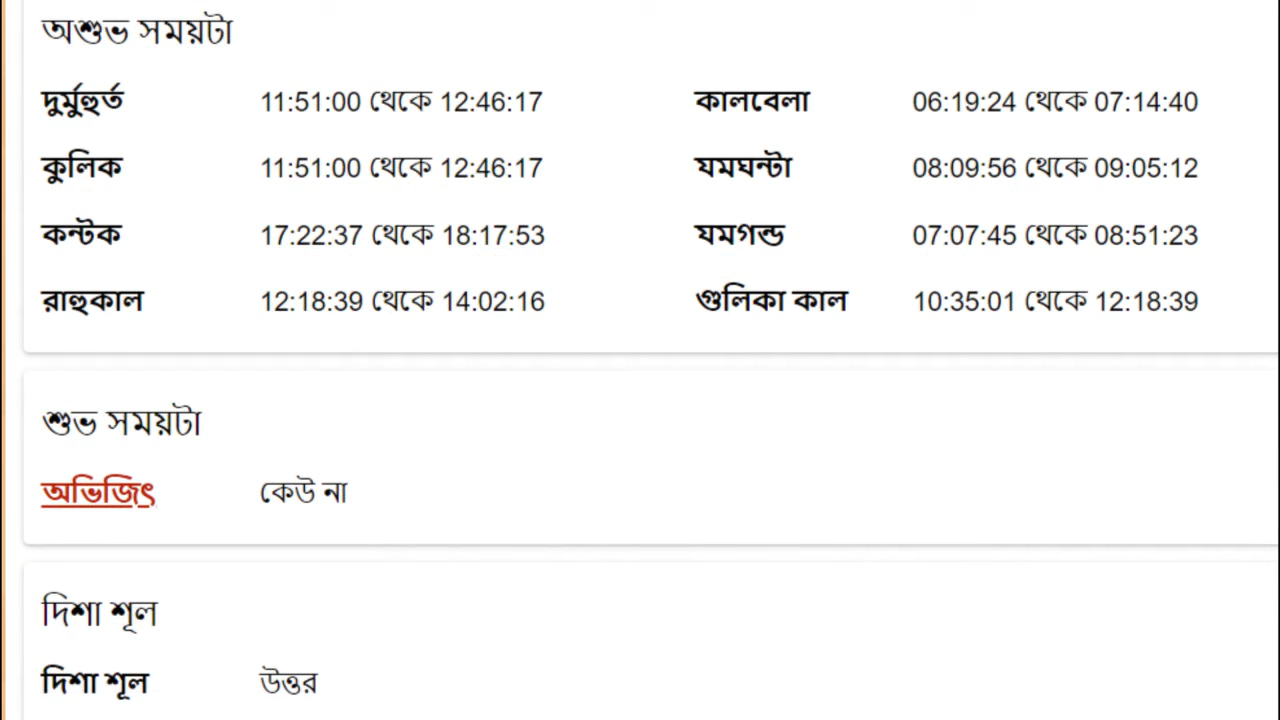 অশুভ সময়টা
দুর্মুহুর্ত 11:51:00 থেকে 12:46:17 কালবেলা 06:19:24 থেকে 07:14:40
কুলিক 11:51:00 থেকে 12:46:17 যমঘন্টা 08:09:56 থেকে 09:05:12
কন্টক 17:22:37 থেকে 18:17:53 যমগন্ড 07:07:45 থেকে 08:51:23
রাহুকাল 12:18:39 থেকে 14:02:16 গুলিকা কাল 10:35:01 থেকে 12:18:39
শুভ সময়টা
অভিজিৎ কেউ না
দিশা শূল
দিশা শূল উত্তর